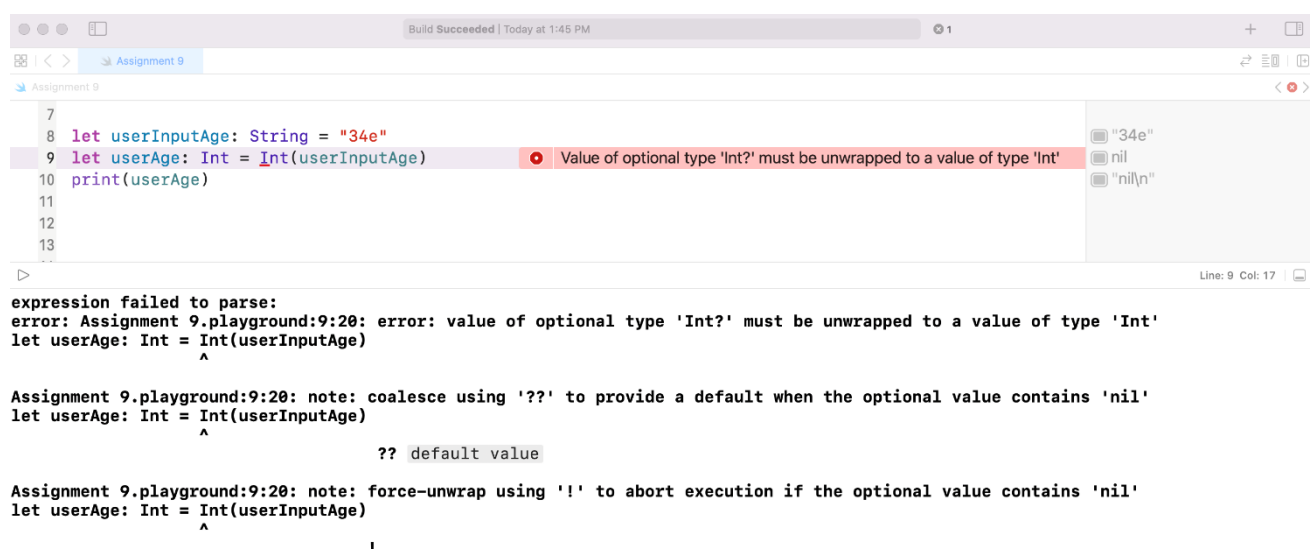 Build Succeeded | Today at 1:45 PM 1
Assignment 9
Assignment 9
7
8 let userInputAge: String = "34e" "34e"
9 let userAge: Int = Int(userInputAge) Value of optional type 'Int?' must be unwrapped to a value of type 'Int' nil
10 print(userAge) "nil\n"
11
12
13
Line: 9 Col: 17
expression failed to parse:
error: Assignment 9.playground:9:20: error: value of optional type 'Int?' must be unwrapped to a value of type 'Int'
let userAge: Int = Int(userInputAge)
^
Assignment 9.playground:9:20: note: coalesce using '??' to provide a default when the optional value contains 'nil'
let userAge: Int = Int(userInputAge)
^
?? default value
Assignment 9.playground:9:20: note: force-unwrap using '!' to abort execution if the optional value contains 'nil'
let userAge: Int = Int(userInputAge)
^